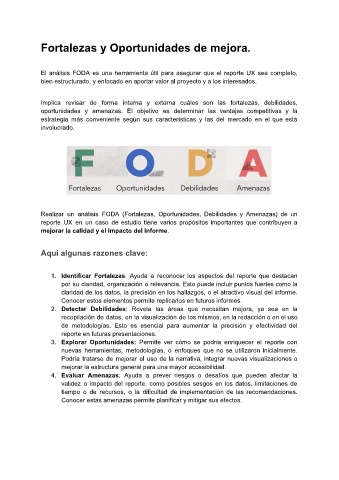 Fortalezas y Oportunidades de mejora.
El análisis FODA es una herramienta útil para asegurar que el reporte UX sea completo,
bien estructurado, y enfocado en aportar valor al proyecto y a los interesados.
Implica revisar de forma interna y externa cuáles son las fortalezas, debilidades,
oportunidades y amenazas. El objetivo es determinar las ventajas competitivas y la
estrategia más conveniente según sus características y las del mercado en el que está
involucrado.
F O D A
Fortalezas Oportunidades Debilidades Amenazas
Realizar un análisis FODA (Fortalezas, Oportunidades, Debilidades y Amenazas) de un
reporte UX en un caso de estudio tiene varios propósitos importantes que contribuyen a
mejorar la calidad y el impacto del informe.
Aquí algunas razones clave:
1. Identificar Fortalezas: Ayuda a reconocer los aspectos del reporte que destacan
por su claridad, organización o relevancia. Esto puede incluir puntos fuertes como la
claridad de los datos, la precisión en los hallazgos, o el atractivo visual del informe.
Conocer estos elementos permite replicarlos en futuros informes.
2. Detectar Debilidades: Revela las áreas que necesitan mejora, ya sea en la
recopilación de datos, en la visualización de los mismos, en la redacción o en el uso
de metodologías. Esto es esencial para aumentar la precisión y efectividad del
reporte en futuras presentaciones.
3. Explorar Oportunidades: Permite ver cómo se podría enriquecer el reporte con
nuevas herramientas, metodologías, o enfoques que no se utilizaron inicialmente.
Podría tratarse de mejorar el uso de la narrativa, integrar nuevas visualizaciones o
mejorar la estructura general para una mayor accesibilidad.
4. Evaluar Amenazas: Ayuda a prever riesgos o desafíos que pueden afectar la
validez o impacto del reporte, como posibles sesgos en los datos, limitaciones de
tiempo o de recursos, o la dificultad de implementación de las recomendaciones.
Conocer estas amenazas permite planificar y mitigar sus efectos.